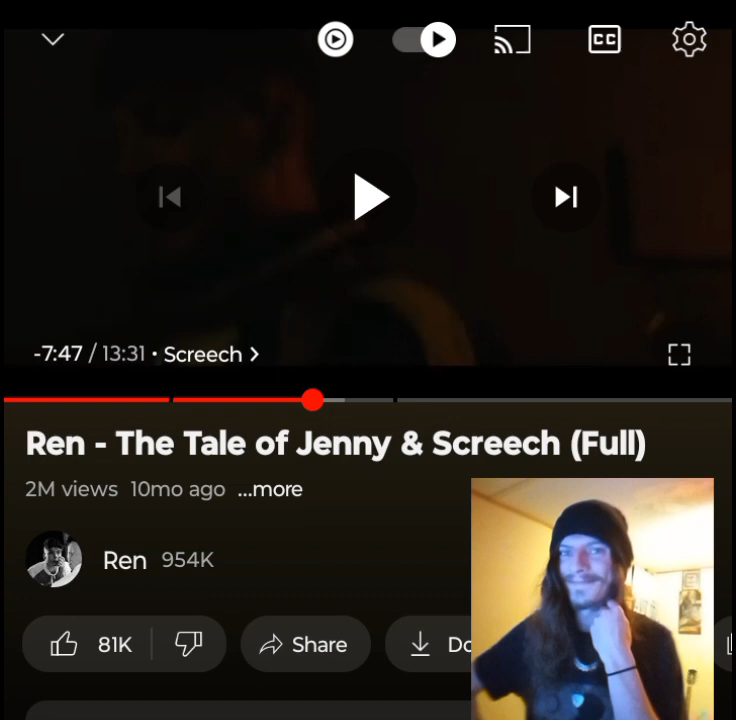 CC
-7:47 / 13:31 • Screech >
Ren - The Tale of Jenny & Screech (Full)
2M views 10mo ago ...more
Ren 954K
81K Share Do